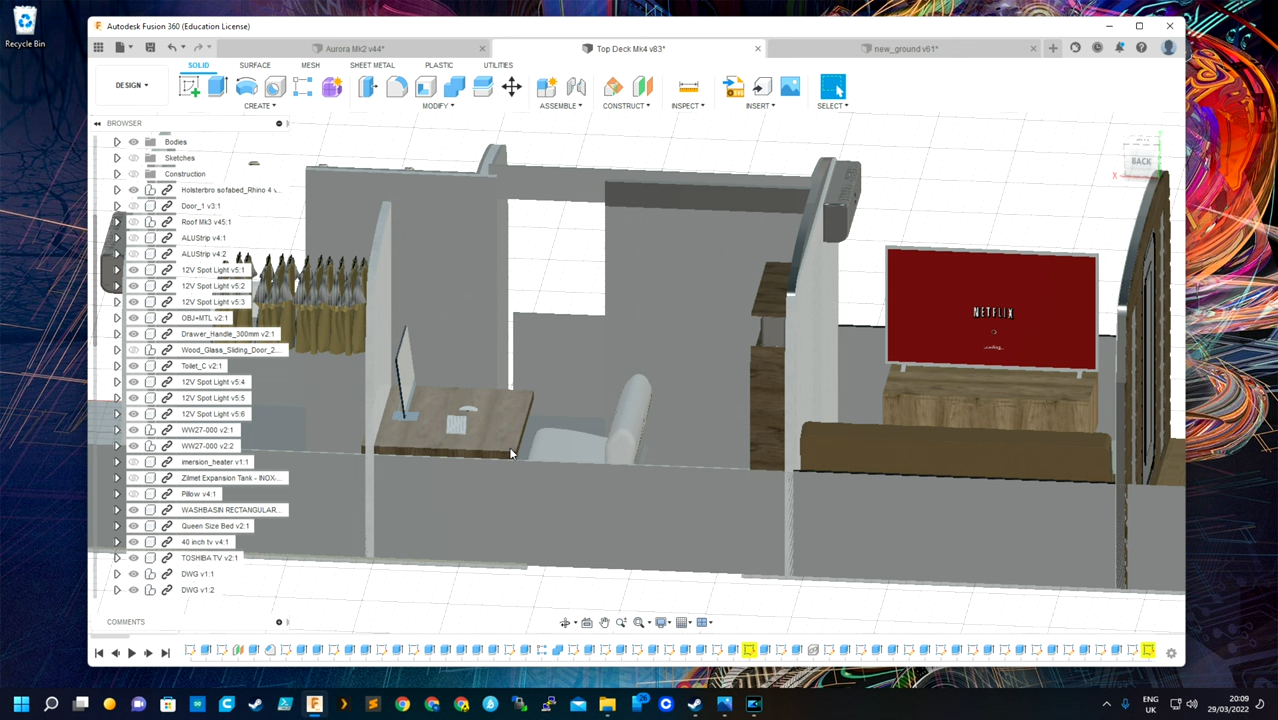 Recycle Bin
Autodesk Fusion 360 (Education License)
Aurora Mk2 v44*
Top Deck Mk4 v83*
new_ground v61*
DESIGN
SOLID
SURFACE
MESH
SHEET METAL
PLASTIC
UTILITIES
CREATE
MODIFY
ASSEMBLE
CONSTRUCT
INSPECT
INSERT
SELECT
BROWSER
Bodies
Sketches
Construction
Holsterbro sofabed_Rhino 4 v...
Door_1 v3:1
Roof Mk3 v45:1
ALUStrip v4:1
ALUStrip v4:2
12V Spot Light v5:1
12V Spot Light v5:2
12V Spot Light v5:3
OBJ+MTL v2:1
Drawer_Handle_300mm v2:1
Wood_Glass_Sliding_Door_2...
Toilet_C v2:1
12V Spot Light v5:4
12V Spot Light v5:5
12V Spot Light v5:6
WW27-000 v2:1
WW27-000 v2:2
imersion_heater v1:1
Zilmet Expansion Tank - INOX-...
Pillow v4:1
WASHBASIN RECTANGULAR...
Queen Size Bed v2:1
40 inch tv v4:1
TOSHIBA TV v2:1
DWG v1:1
DWG v1:2
BACK
X
NETFLIX
COMMENTS
ENG
UK
20:09
29/03/2022